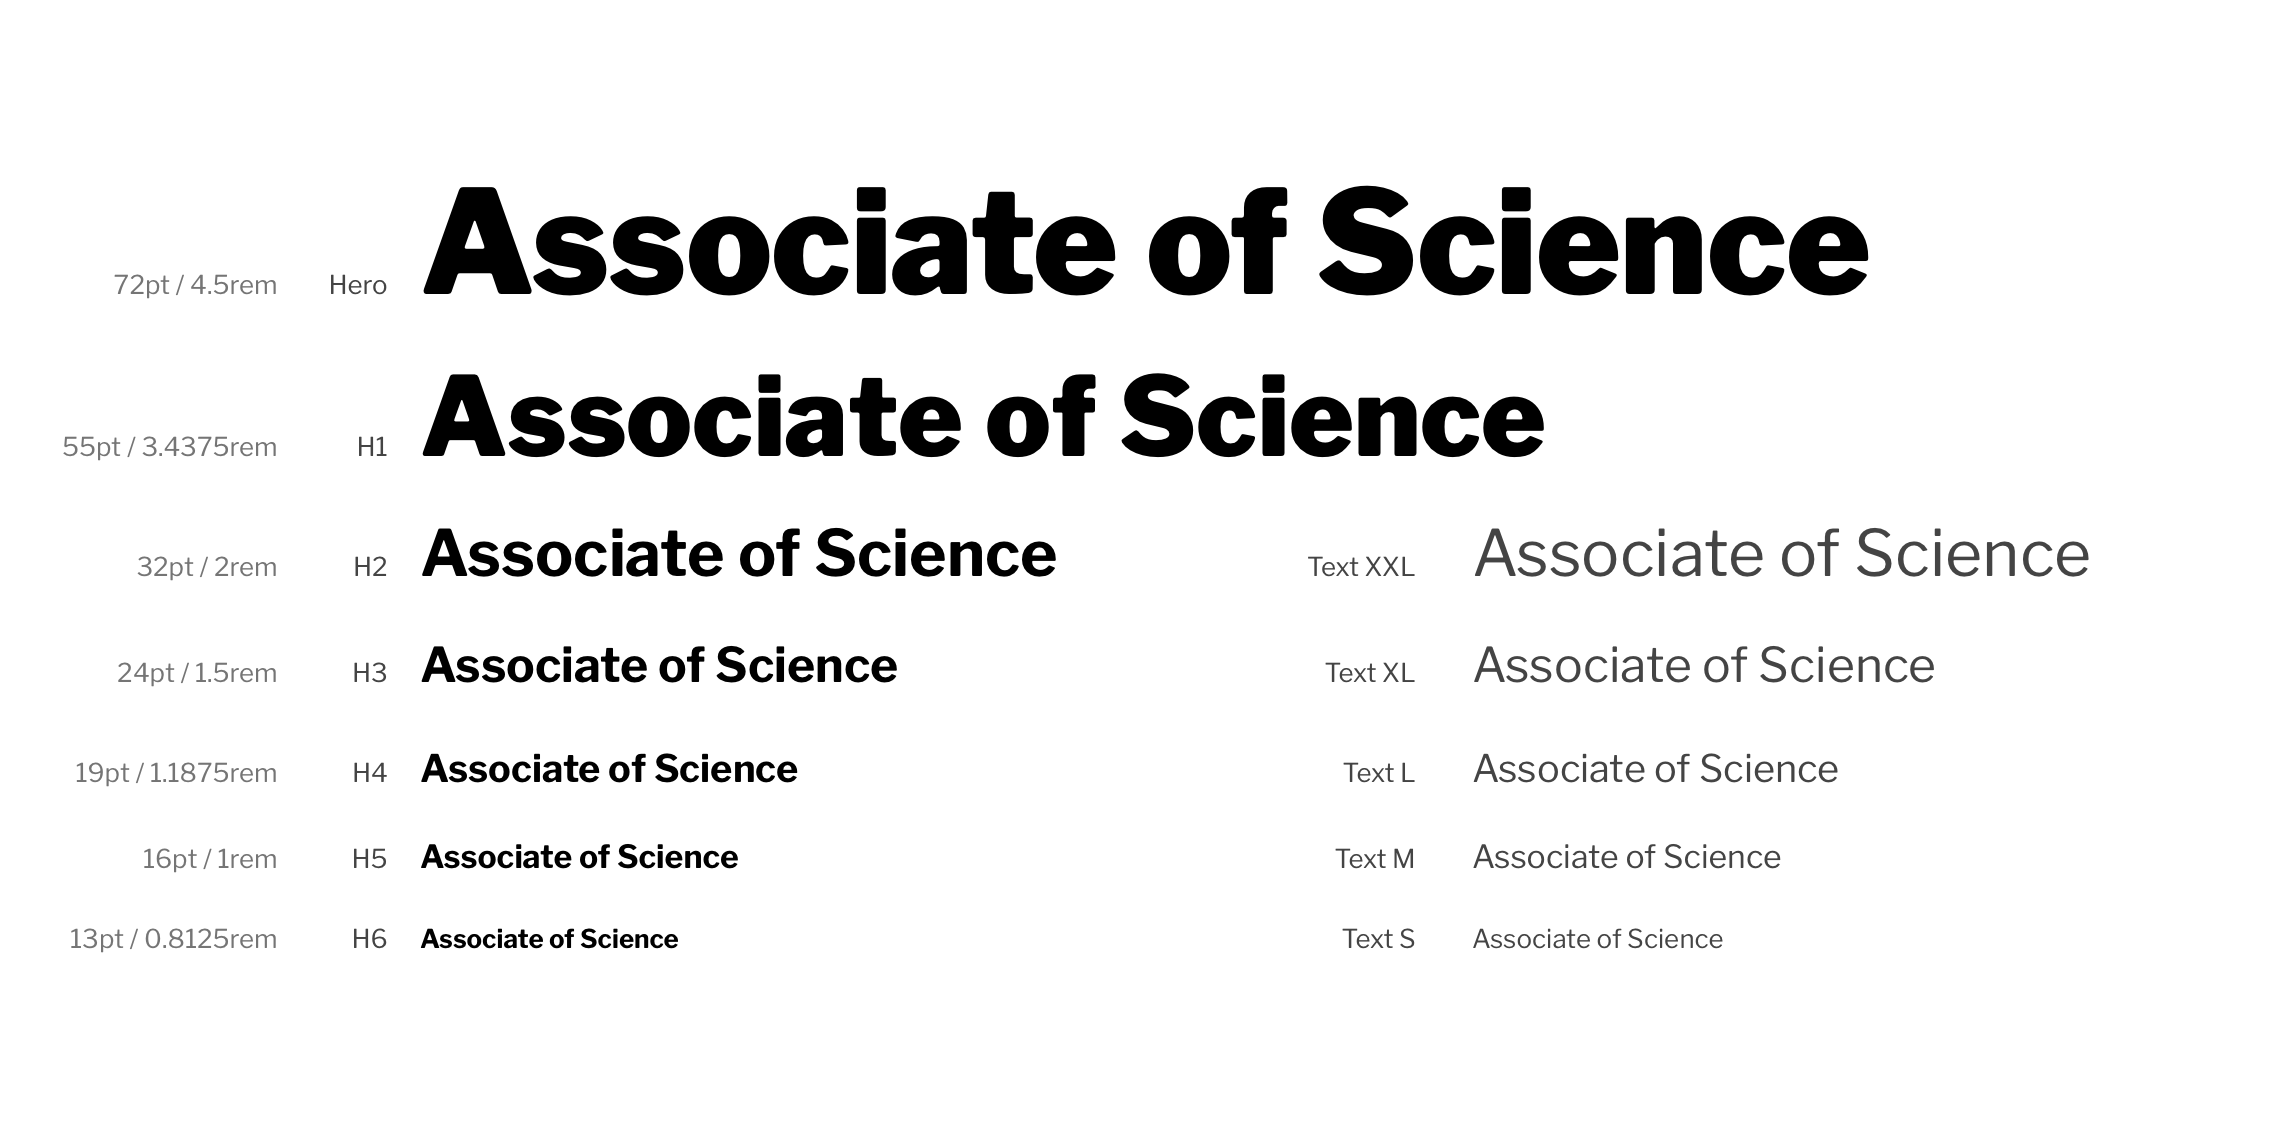 72pt / 4.5rem Hero Associate of Science
55pt / 3.4375rem H1 Associate of Science
32pt / 2rem H2 Associate of Science Text XXL Associate of Science
24pt / 1.5rem H3 Associate of Science Text XL Associate of Science
19pt / 1.1875rem H4 Associate of Science Text L Associate of Science
16pt / 1rem H5 Associate of Science Text M Associate of Science
13pt / 0.8125rem H6 Associate of Science Text S Associate of Science